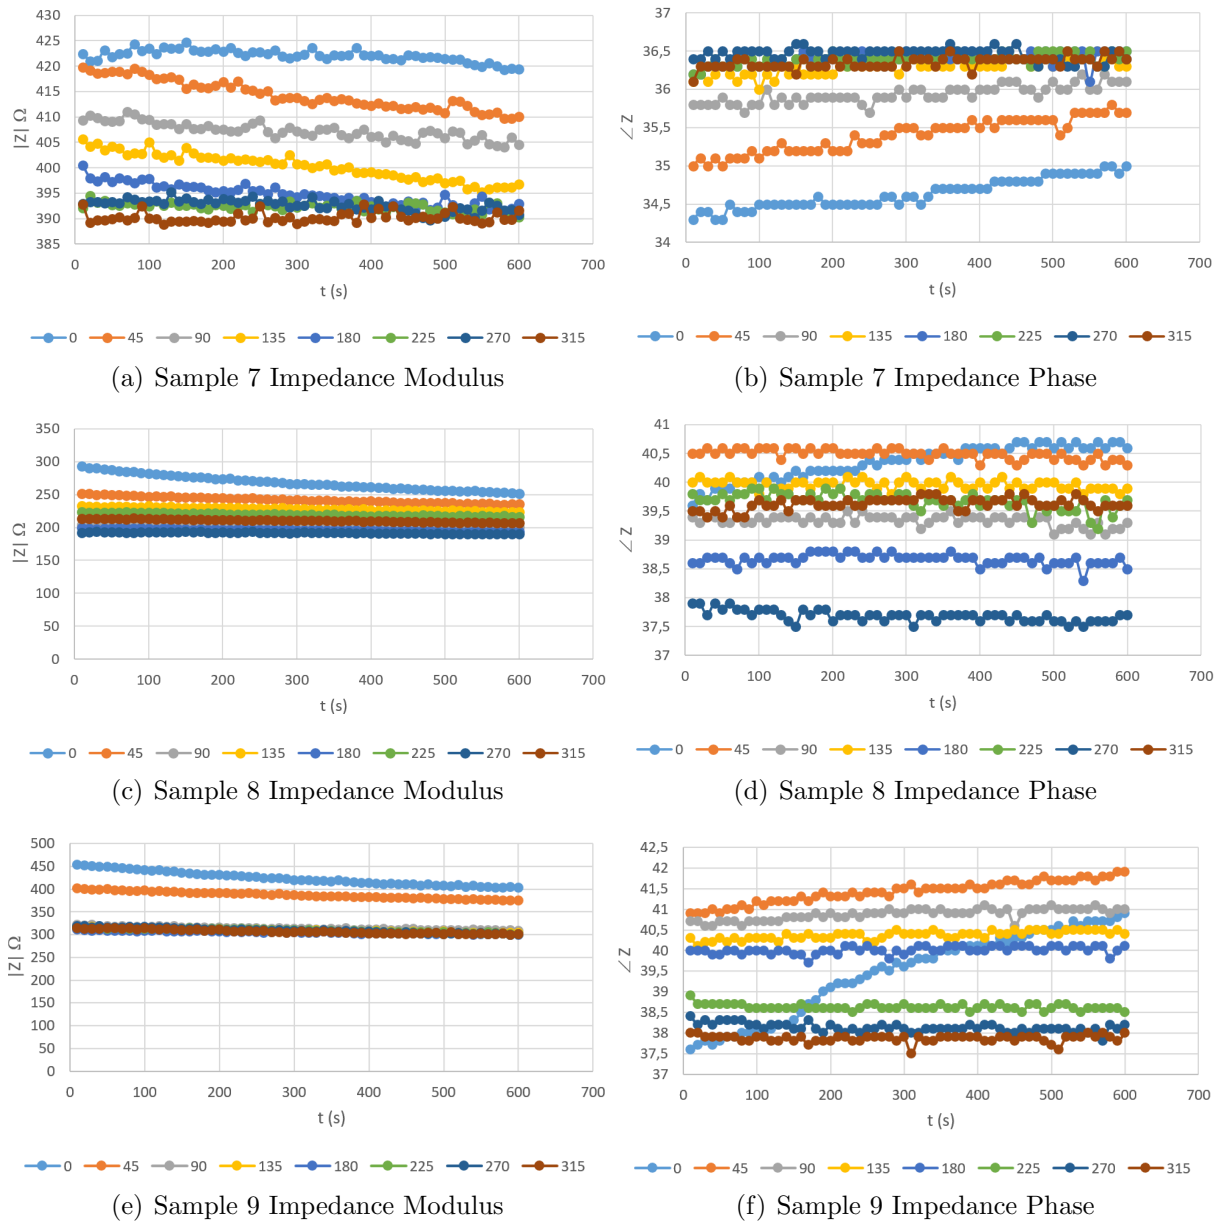 430
425
420
415
410
405
400
395
390
385
|Z| Ω
0 100 200 300 400 500 600 700
t (s)
0 45 90 135 180 225 270 315
(a) Sample 7 Impedance Modulus
37
36,5
36
35,5
35
34,5
34
∠Z
0 100 200 300 400 500 600 700
t (s)
0 45 90 135 180 225 270 315
(b) Sample 7 Impedance Phase
350
300
250
200
150
100
50
0
|Z| Ω
0 100 200 300 400 500 600 700
t (s)
0 45 90 135 180 225 270 315
(c) Sample 8 Impedance Modulus
41
40,5
40
39,5
39
38,5
38
37,5
37
∠Z
0 100 200 300 400 500 600 700
t (s)
0 45 90 135 180 225 270 315
(d) Sample 8 Impedance Phase
500
450
400
350
300
250
200
150
100
50
0
|Z| Ω
0 100 200 300 400 500 600 700
t (s)
0 45 90 135 180 225 270 315
(e) Sample 9 Impedance Modulus
42,5
42
41,5
41
40,5
40
39,5
39
38,5
38
37,5
37
∠Z
0 100 200 300 400 500 600 700
t (s)
0 45 90 135 180 225 270 315
(f) Sample 9 Impedance Phase